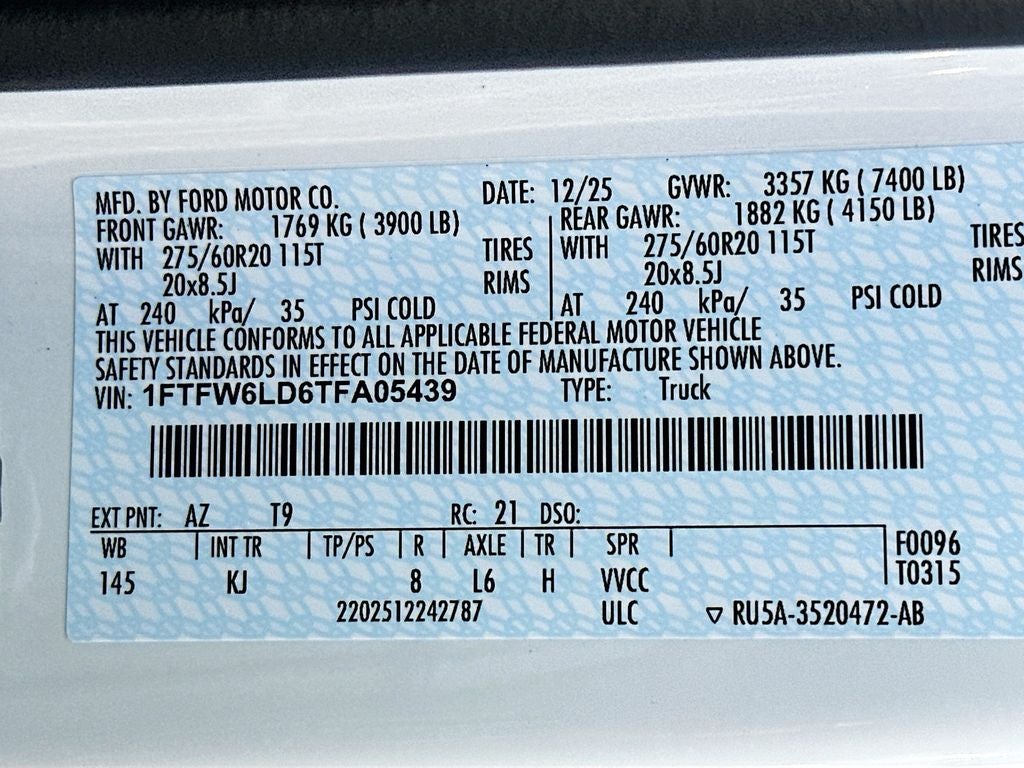 MFD. BY FORD MOTOR CO. DATE: 12/25 GVWR: 3357 KG ( 7400 LB)
FRONT GAWR: 1769 KG ( 3900 LB) REAR GAWR: 1882 KG ( 4150 LB)
WITH 275/60R20 115T TIRES WITH 275/60R20 115T TIRES
20x8.5J RIMS 20x8.5J RIMS
AT 240 kPa/ 35 PSI COLD AT 240 kPa/ 35 PSI COLD
THIS VEHICLE CONFORMS TO ALL APPLICABLE FEDERAL MOTOR VEHICLE
SAFETY STANDARDS IN EFFECT ON THE DATE OF MANUFACTURE SHOWN ABOVE.
VIN: 1FTFW6LD6TFA05439 TYPE: Truck
EXT PNT: AZ T9 RC: 21 DSO:
WB INT TR TP/PS R AXLE TR SPR F0096
145 KJ 8 L6 H VVCC T0315
2202512242787 ULC ▽ RU5A-3520472-AB